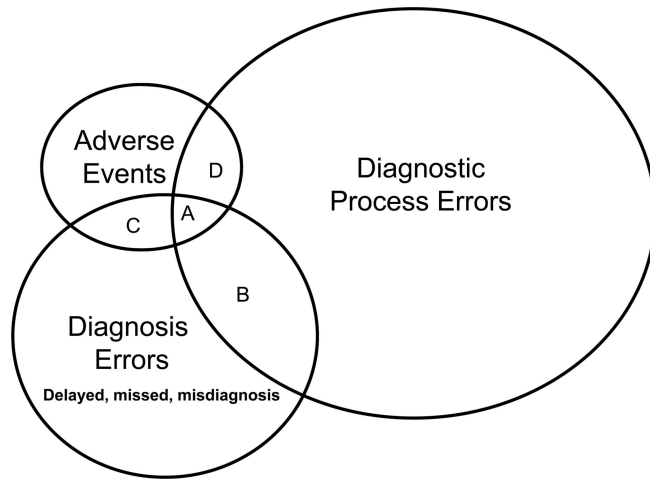 Adverse
Events
D
Diagnostic
Process Errors
A
C
B
Diagnosis
Errors
Delayed, missed, misdiagnosis